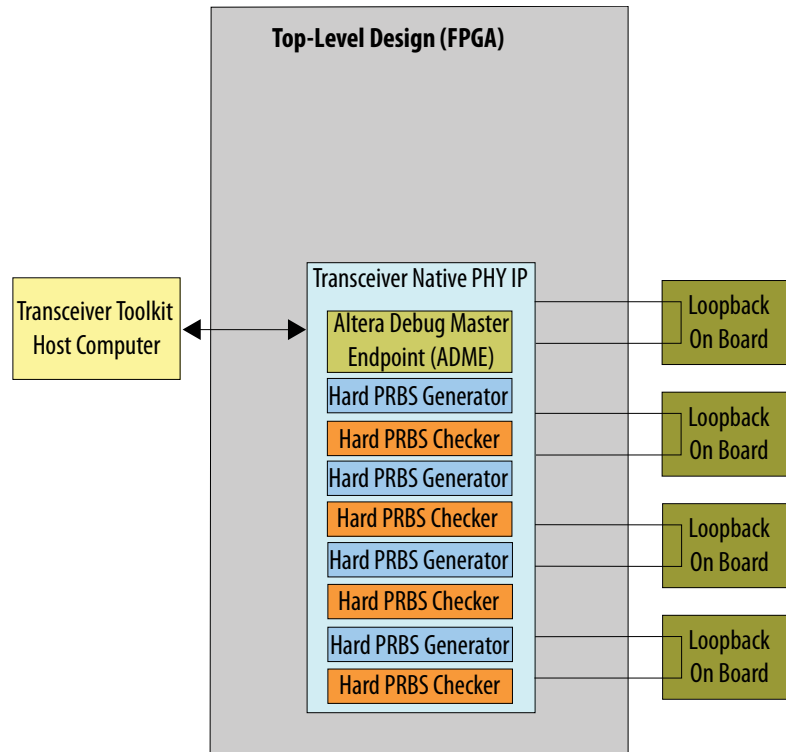 Top-Level Design (FPGA)
Transceiver Native PHY IP
Transceiver Toolkit
Host Computer
Altera Debug Master
Endpoint (ADME)
Hard PRBS Generator
Hard PRBS Checker
Hard PRBS Generator
Hard PRBS Checker
Hard PRBS Generator
Hard PRBS Checker
Hard PRBS Generator
Hard PRBS Checker
Loopback
On Board
Loopback
On Board
Loopback
On Board
Loopback
On Board